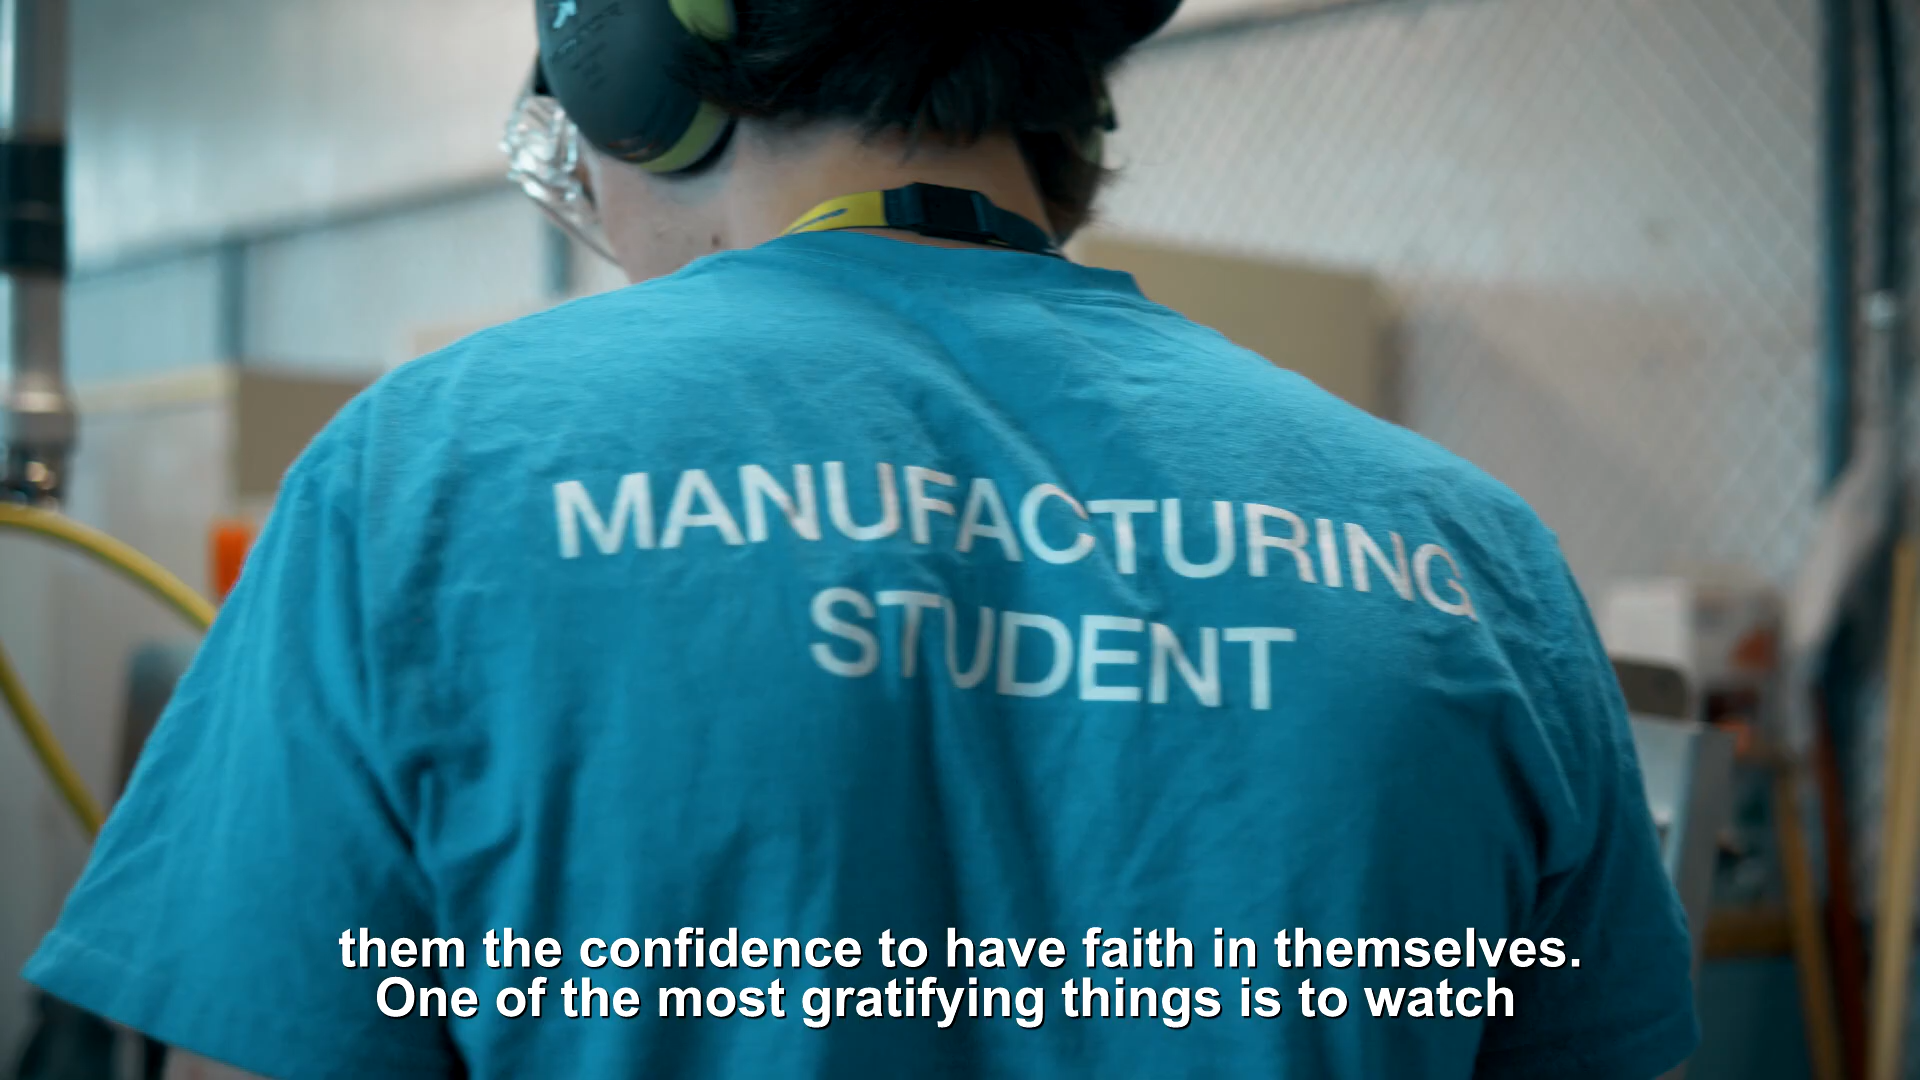 MANUFACTURING
STUDENT
them the confidence to have faith in themselves.
One of the most gratifying things is to watch